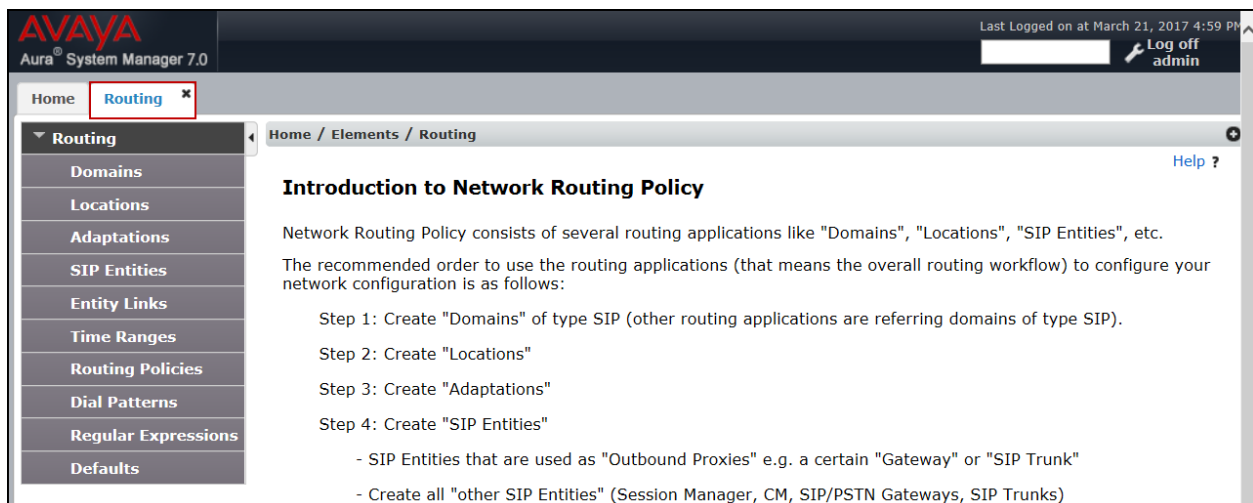 AVAYA
Aura® System Manager 7.0
Last Logged on at March 21, 2017 4:59 PM
Log off
admin
Home Routing ×
Routing
Domains
Locations
Adaptations
SIP Entities
Entity Links
Time Ranges
Routing Policies
Dial Patterns
Regular Expressions
Defaults
Home / Elements / Routing
Help ?
Introduction to Network Routing Policy
Network Routing Policy consists of several routing applications like "Domains", "Locations", "SIP Entities", etc.
The recommended order to use the routing applications (that means the overall routing workflow) to configure your
network configuration is as follows:
Step 1: Create "Domains" of type SIP (other routing applications are referring domains of type SIP).
Step 2: Create "Locations"
Step 3: Create "Adaptations"
Step 4: Create "SIP Entities"
- SIP Entities that are used as "Outbound Proxies" e.g. a certain "Gateway" or "SIP Trunk"
- Create all "other SIP Entities" (Session Manager, CM, SIP/PSTN Gateways, SIP Trunks)